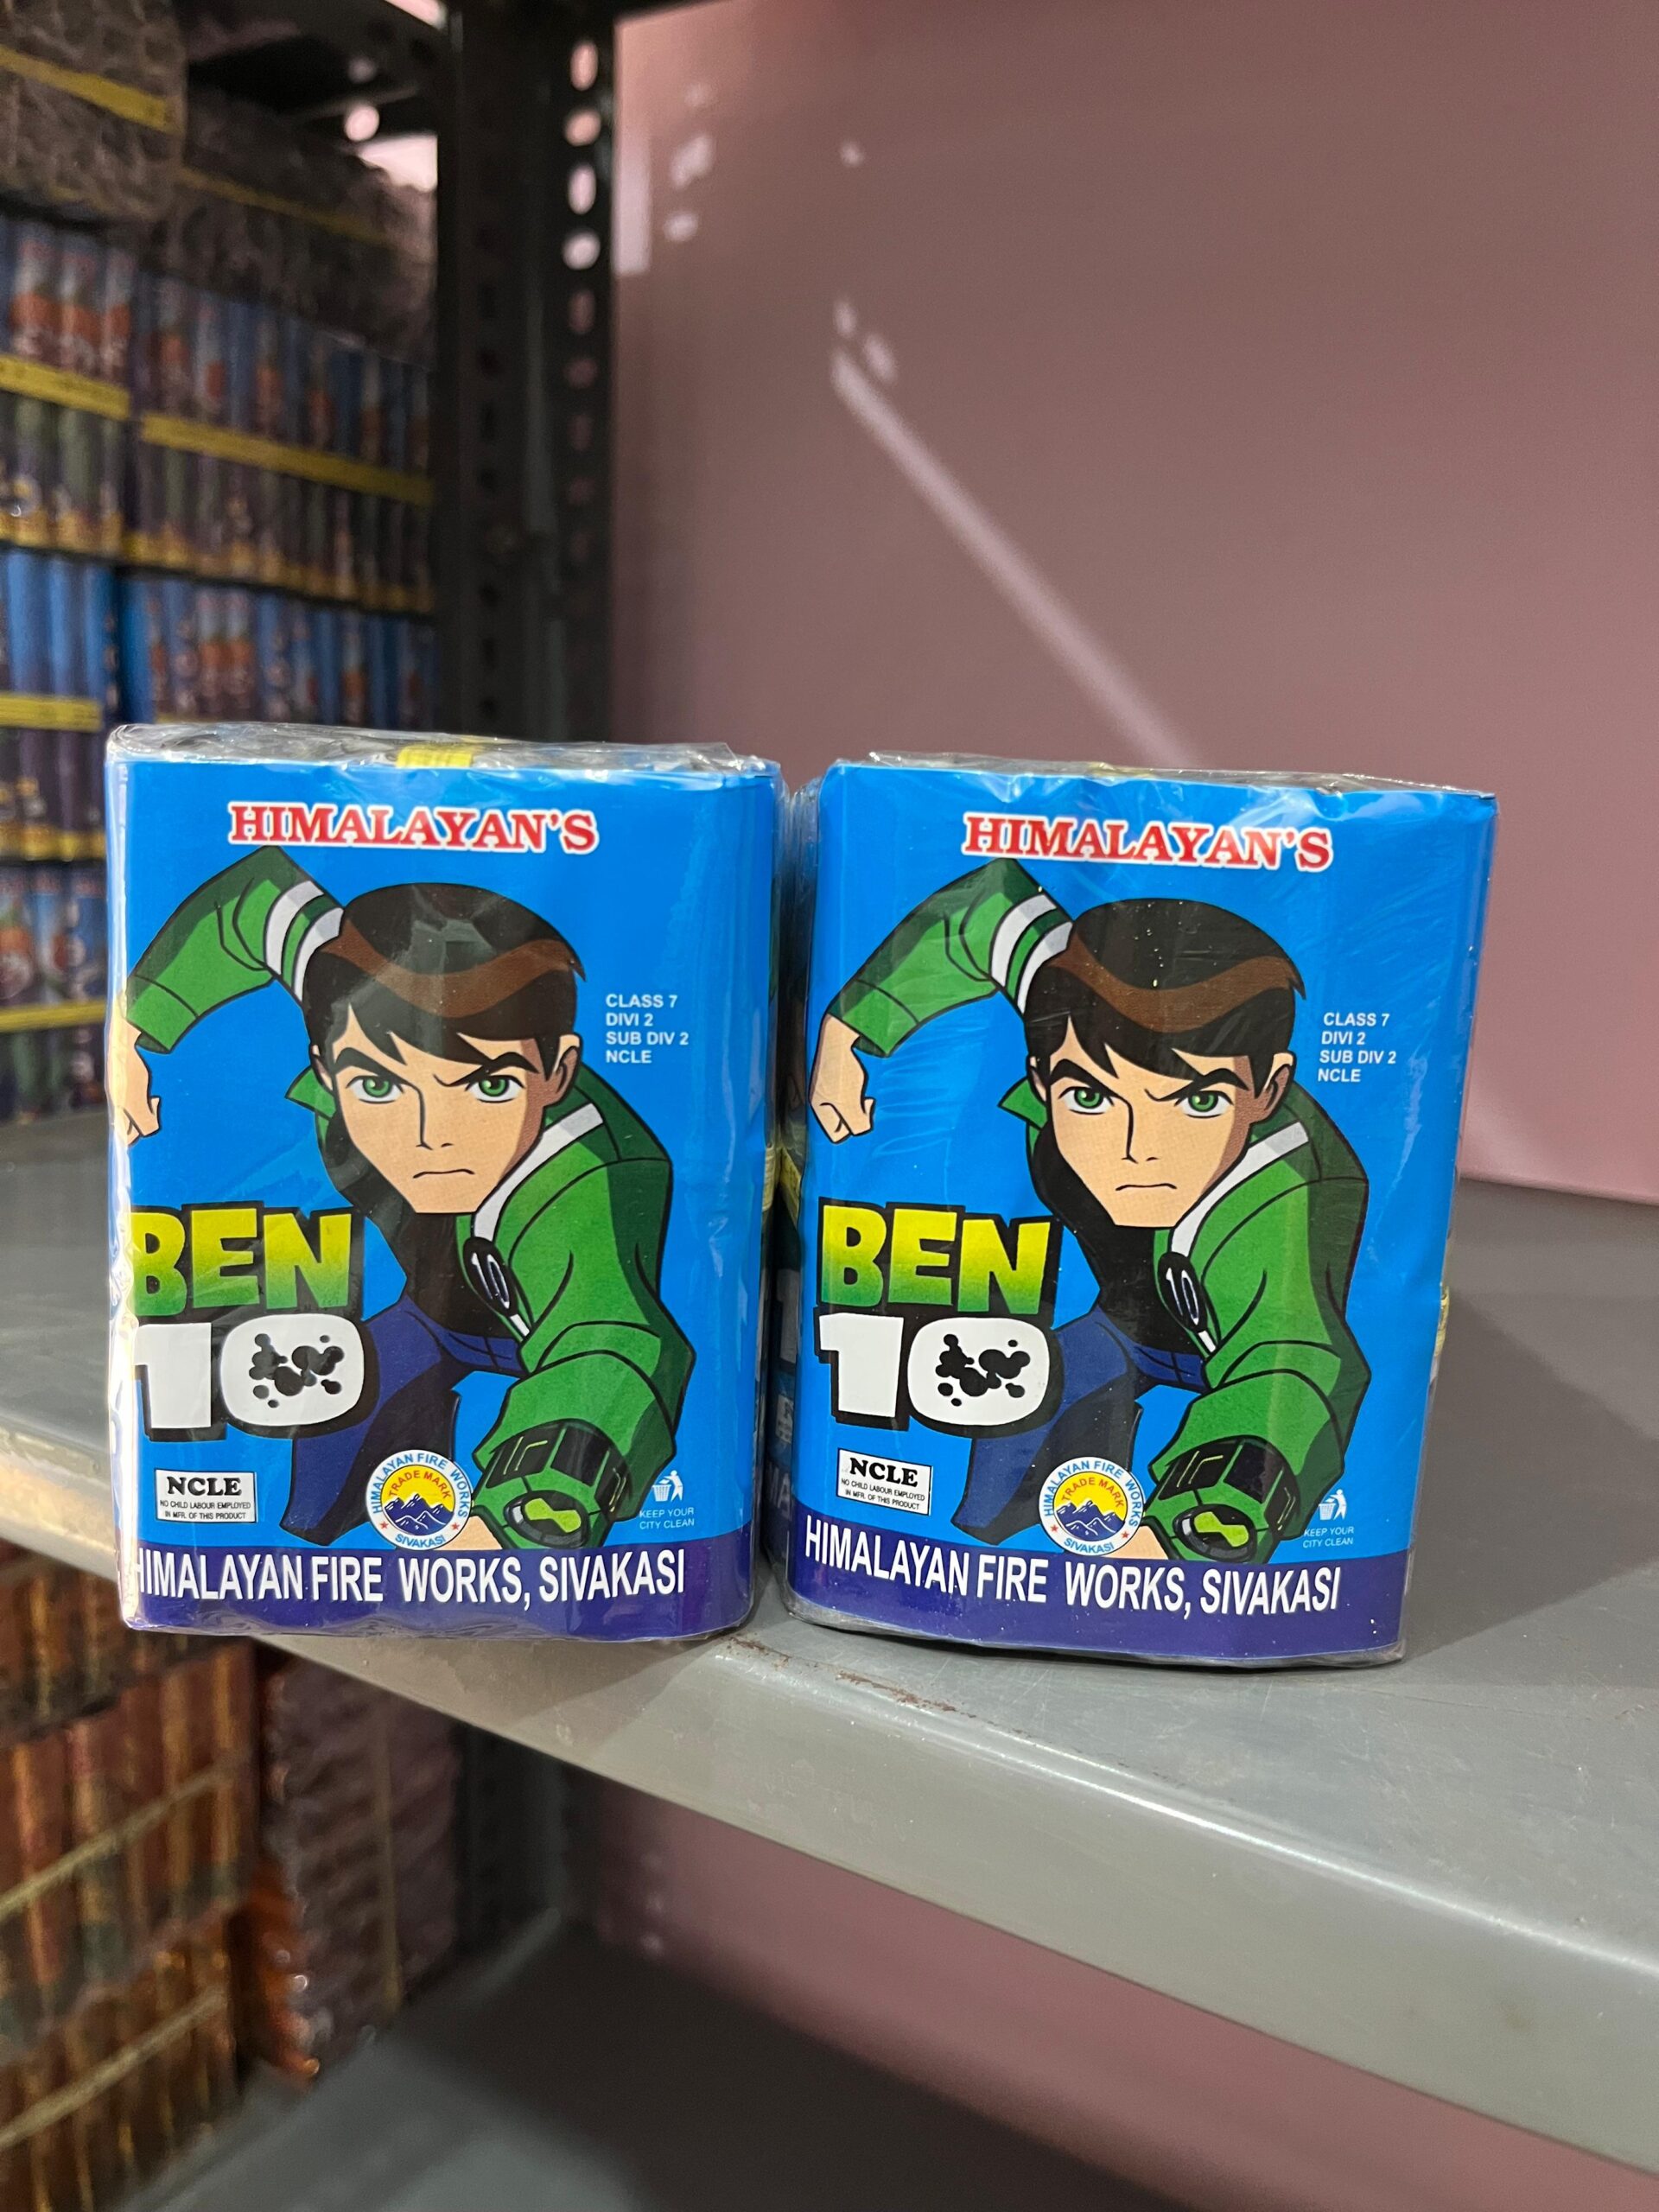 HIMALAYAN'S
CLASS 7
DIVI 2
SUB DIV 2
NCLE
BEN
10
10
NCLE
NO CHILD LABOUR EMPLOYED
IN MFR. OF THIS PRODUCT
HIMALAYAN FIRE WORKS
TRADE MARK
SIVAKASI
KEEP YOUR
CITY CLEAN
HIMALAYAN FIRE WORKS, SIVAKASI
HIMALAYAN'S
CLASS 7
DIVI 2
SUB DIV 2
NCLE
BEN
10
10
NCLE
NO CHILD LABOUR EMPLOYED
IN MFR. OF THIS PRODUCT
HIMALAYAN FIRE WORKS
TRADE MARK
SIVAKASI
KEEP YOUR
CITY CLEAN
HIMALAYAN FIRE WORKS, SIVAKASI